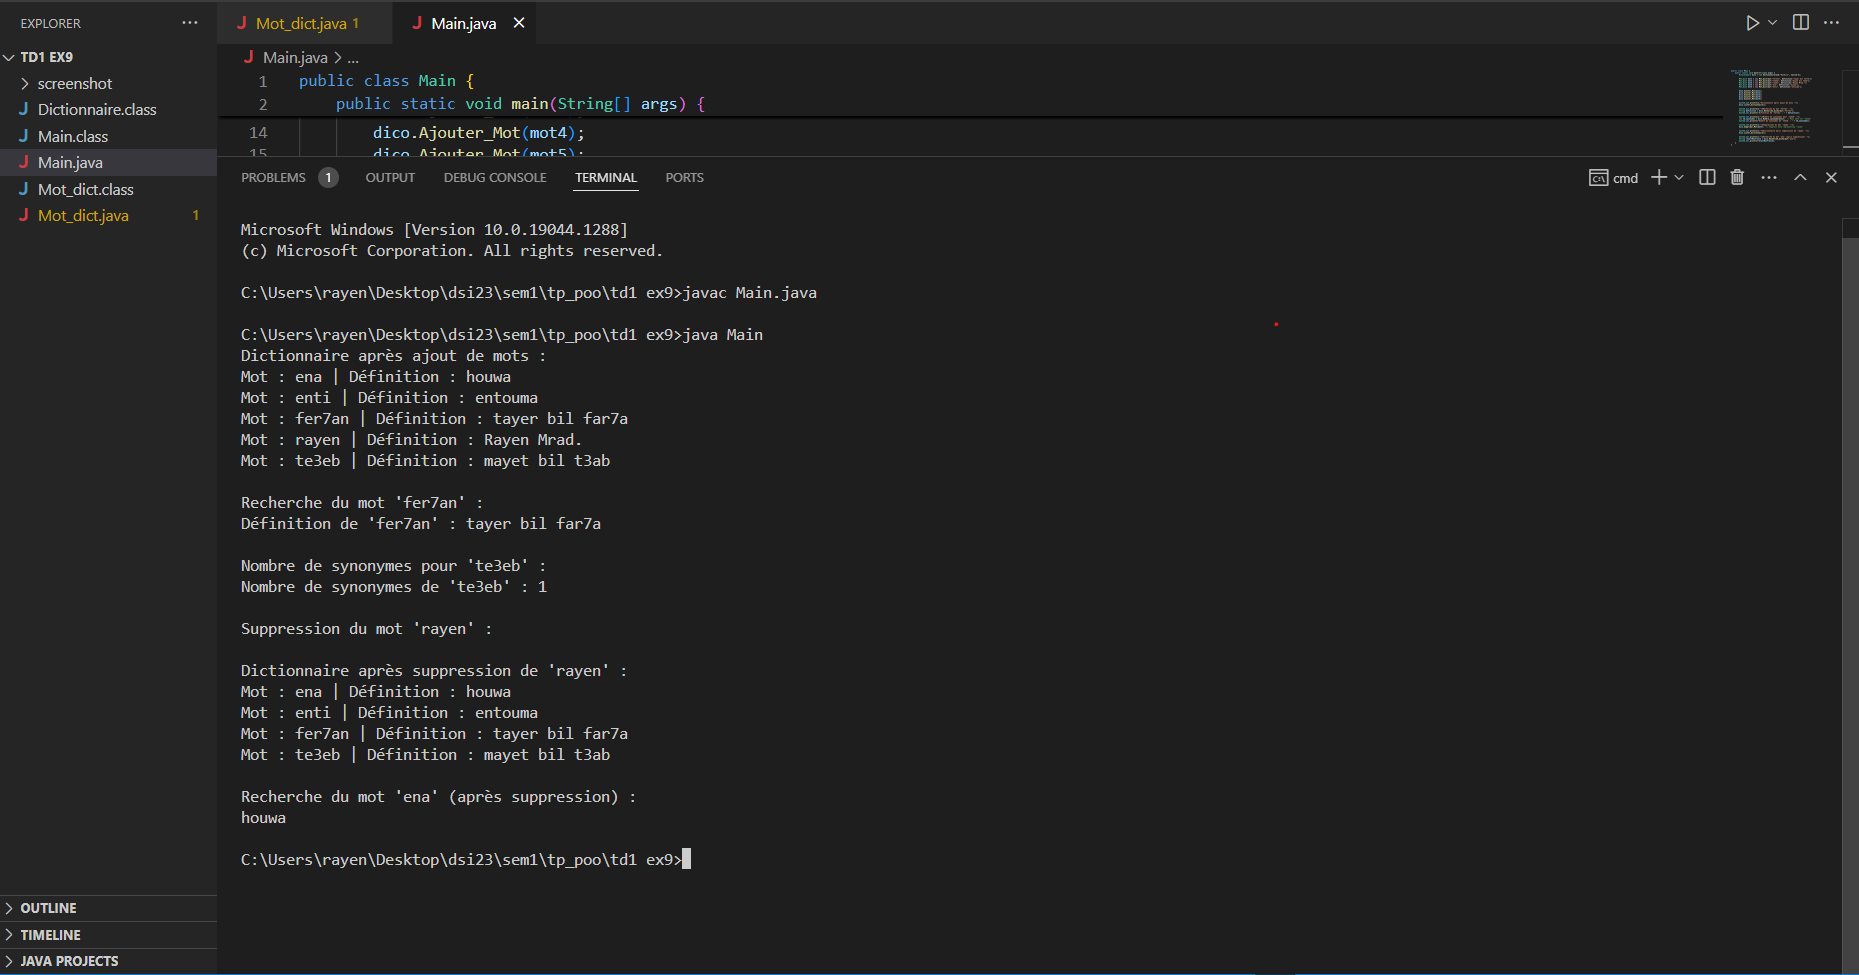 EXPLORER
TD1 EX9
screenshot
Dictionnaire.class
Main.class
Main.java
Mot_dict.class
Mot_dict.java 1
OUTLINE
TIMELINE
JAVA PROJECTS
Mot_dict.java 1
Main.java
Main.java > ...
1 public class Main {
2 public static void main(String[] args) {
14 dico.Ajouter_Mot(mot4);
15 dico.Ajouter_Mot(mot5);
PROBLEMS 1 OUTPUT DEBUG CONSOLE TERMINAL PORTS
cmd
Microsoft Windows [Version 10.0.19044.1288]
(c) Microsoft Corporation. All rights reserved.
C:\Users\rayen\Desktop\dsi23\sem1\tp_poo\td1 ex9>javac Main.java
C:\Users\rayen\Desktop\dsi23\sem1\tp_poo\td1 ex9>java Main
Dictionnaire après ajout de mots :
Mot : ena | Définition : houwa
Mot : enti | Définition : entouma
Mot : fer7an | Définition : tayer bil far7a
Mot : rayen | Définition : Rayen Mrad.
Mot : te3eb | Définition : mayet bil t3ab
Recherche du mot 'fer7an' :
Définition de 'fer7an' : tayer bil far7a
Nombre de synonymes pour 'te3eb' :
Nombre de synonymes de 'te3eb' : 1
Suppression du mot 'rayen' :
Dictionnaire après suppression de 'rayen' :
Mot : ena | Définition : houwa
Mot : enti | Définition : entouma
Mot : fer7an | Définition : tayer bil far7a
Mot : te3eb | Définition : mayet bil t3ab
Recherche du mot 'ena' (après suppression) :
houwa
C:\Users\rayen\Desktop\dsi23\sem1\tp_poo\td1 ex9>